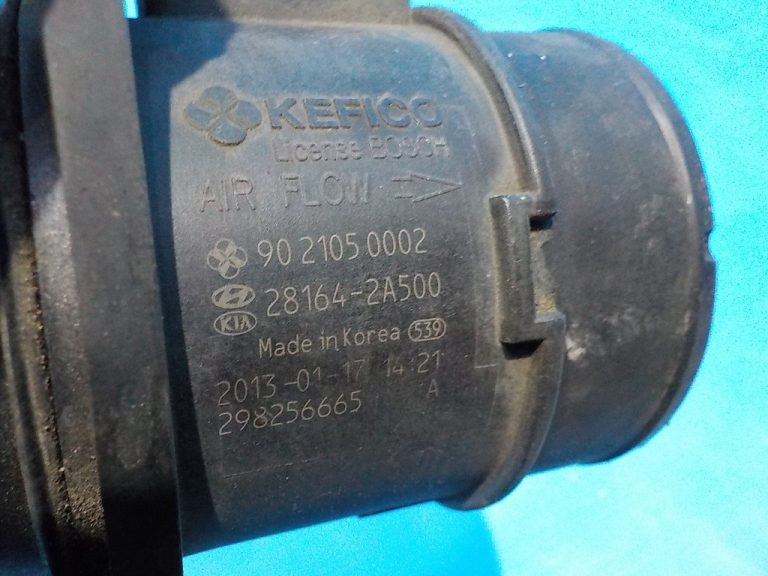 KEFICO
License BOSCH
AIR FLOW
90 2105 0002
28164-2A500
KIA
Made in Korea 539
2013-01-17 14:21
A
298256665